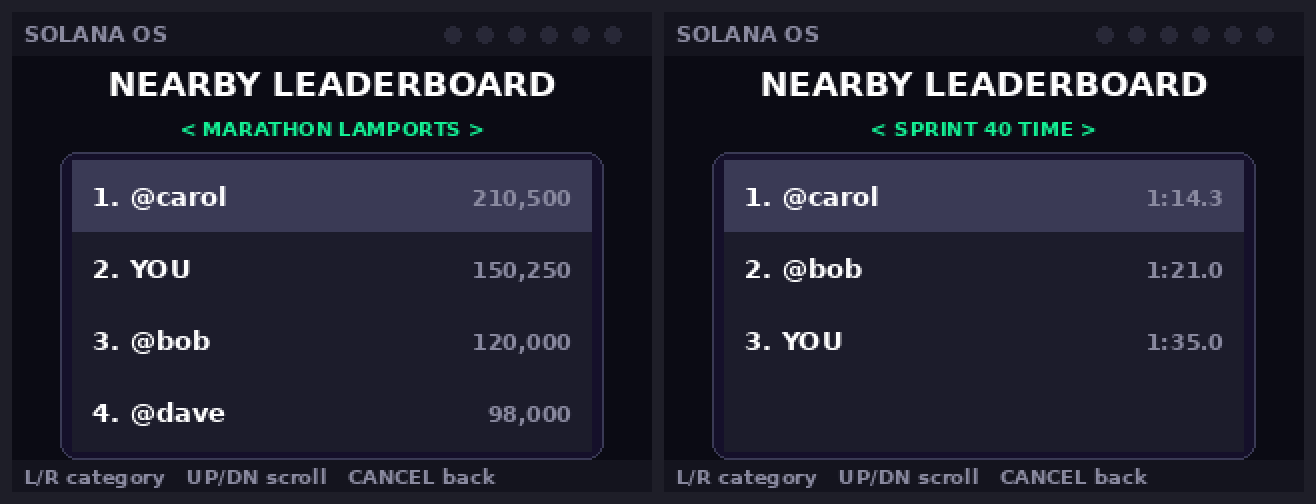 SOLANA OS
NEARBY LEADERBOARD
< MARATHON LAMPORTS >
1. @carol 210,500
2. YOU 150,250
3. @bob 120,000
4. @dave 98,000
L/R category UP/DN scroll CANCEL back
SOLANA OS
NEARBY LEADERBOARD
< SPRINT 40 TIME >
1. @carol 1:14.3
2. @bob 1:21.0
3. YOU 1:35.0
L/R category UP/DN scroll CANCEL back